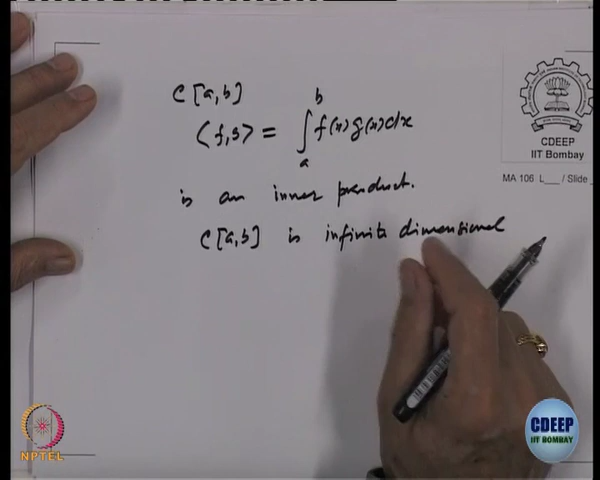 C[a,b]
⟨f,g⟩ = ∫_a^b f(x)g(x)dx
is an inner product.
C[a,b] is infinite dimensional
CDEEP
IIT Bombay
MA 106 L___ / Slide
NPTEL
CDEEP
IIT BOMBAY